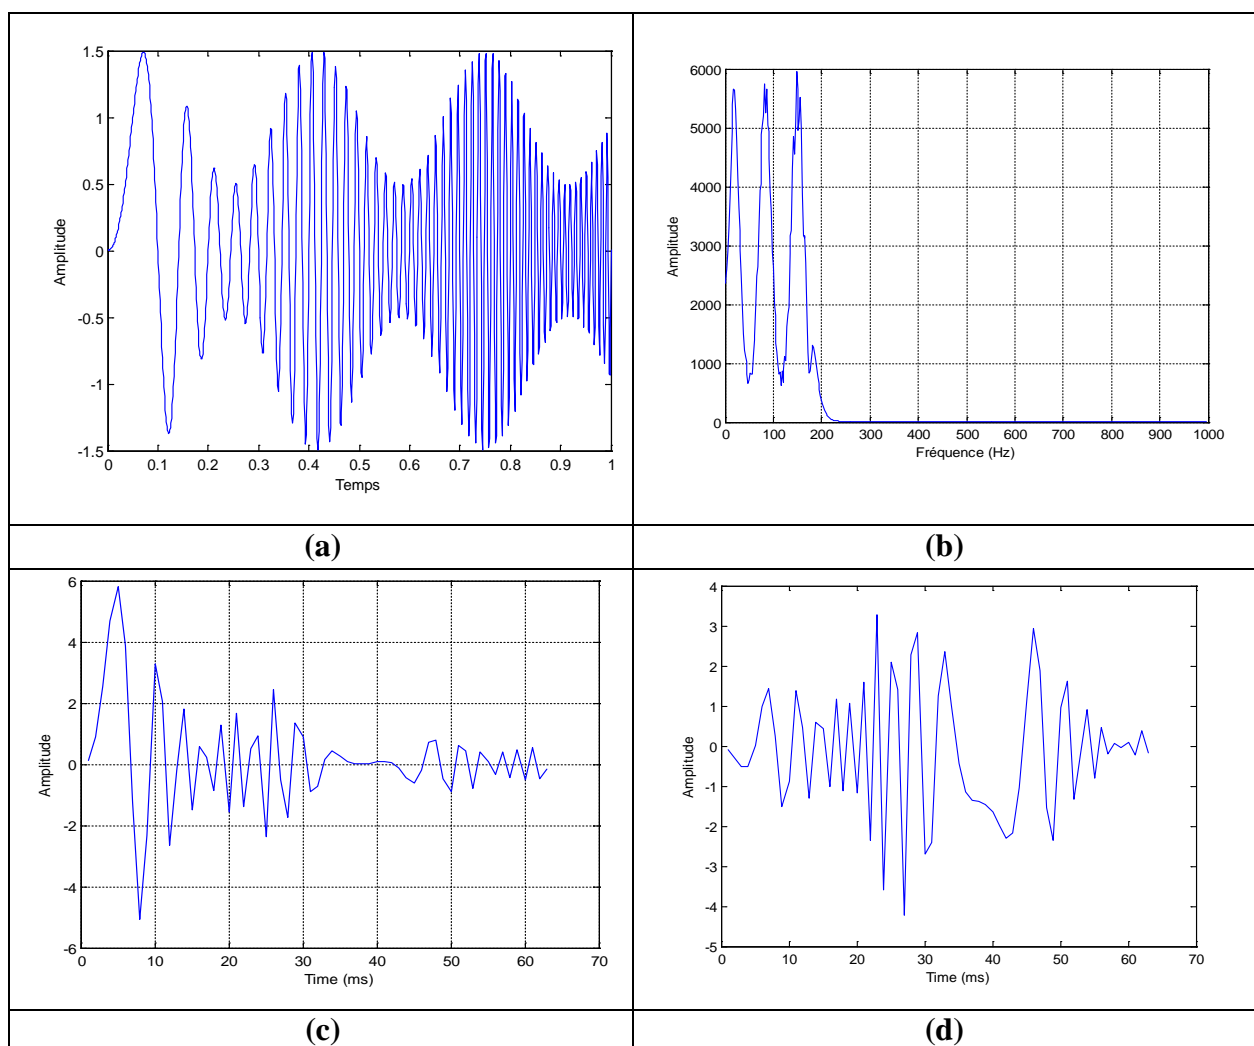 1.5
1
0.5
0
-0.5
-1
-1.5
Amplitude
0 0.1 0.2 0.3 0.4 0.5 0.6 0.7 0.8 0.9 1
Temps
6000
5000
4000
3000
2000
1000
0
Amplitude
0 100 200 300 400 500 600 700 800 900 1000
Fréquence (Hz)
(a)
(b)
6
4
2
0
-2
-4
-6
Amplitude
0 10 20 30 40 50 60 70
Time (ms)
4
3
2
1
0
-1
-2
-3
-4
-5
Amplitude
0 10 20 30 40 50 60 70
Time (ms)
(c)
(d)